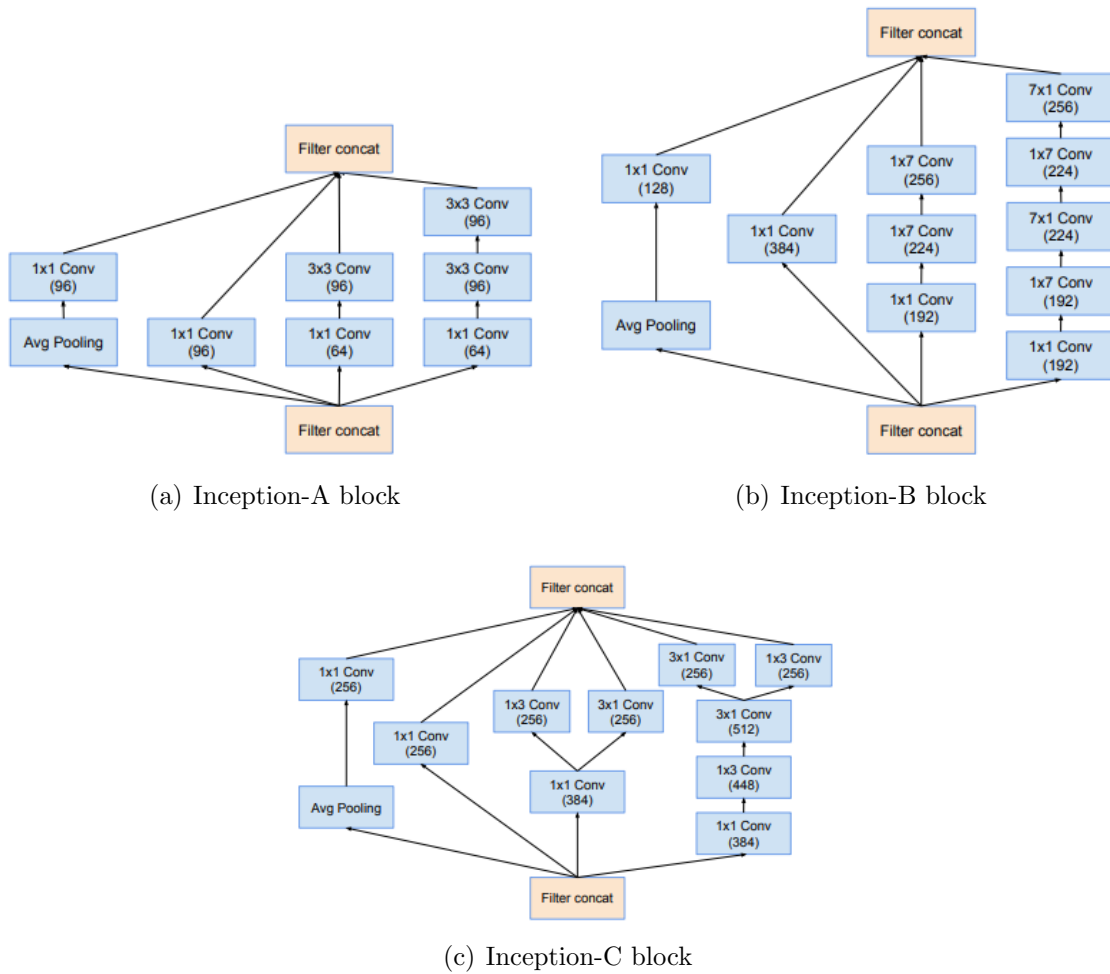 Filter concat
3x3 Conv
(96)
1x1 Conv
(96)
3x3 Conv
(96)
3x3 Conv
(96)
Avg Pooling
1x1 Conv
(96)
1x1 Conv
(64)
1x1 Conv
(64)
Filter concat
(a) Inception-A block
Filter concat
7x1 Conv
(256)
1x1 Conv
(128)
1x7 Conv
(256)
1x7 Conv
(224)
1x1 Conv
(384)
1x7 Conv
(224)
7x1 Conv
(224)
Avg Pooling
1x1 Conv
(192)
1x7 Conv
(192)
1x1 Conv
(192)
Filter concat
(b) Inception-B block
Filter concat
1x1 Conv
(256)
3x1 Conv
(256)
1x3 Conv
(256)
1x1 Conv
(256)
1x3 Conv
(256)
3x1 Conv
(256)
3x1 Conv
(512)
Avg Pooling
1x1 Conv
(384)
1x3 Conv
(448)
1x1 Conv
(384)
Filter concat
(c) Inception-C block